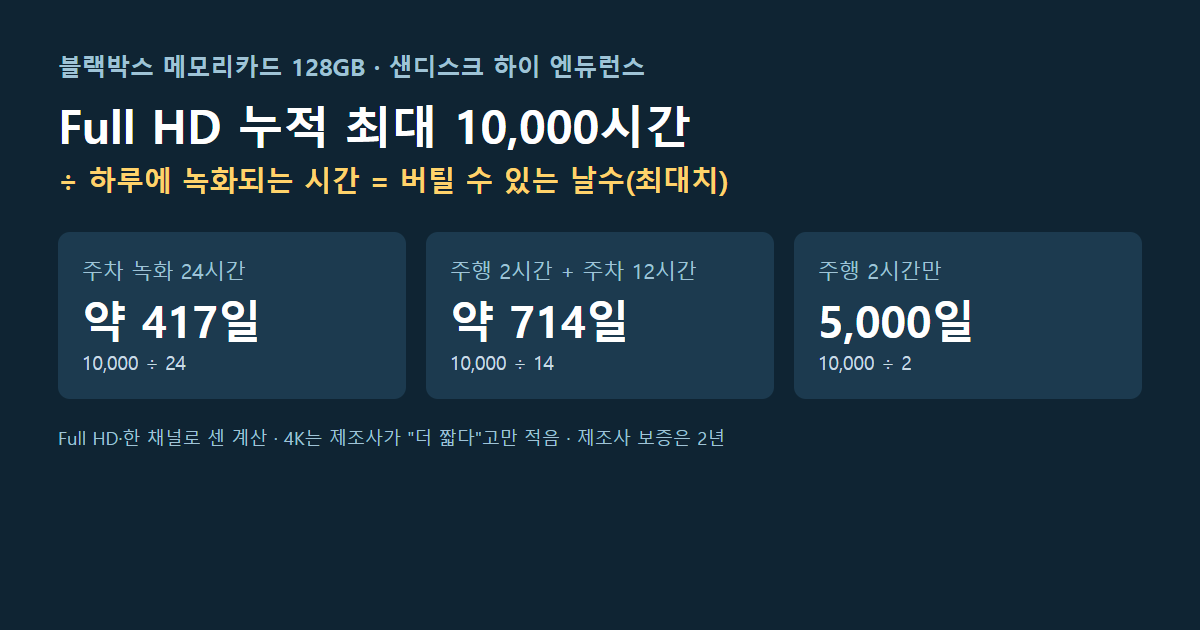 블랙박스 메모리카드 128GB · 샌디스크 하이 엔듀런스
Full HD 누적 최대 10,000시간
÷ 하루에 녹화되는 시간 = 버틸 수 있는 날수(최대치)
주차 녹화 24시간
약 417일
10,000 ÷ 24
주행 2시간 + 주차 12시간
약 714일
10,000 ÷ 14
주행 2시간만
5,000일
10,000 ÷ 2
Full HD·한 채널로 센 계산 · 4K는 제조사가 "더 짧다"고만 적음 · 제조사 보증은 2년